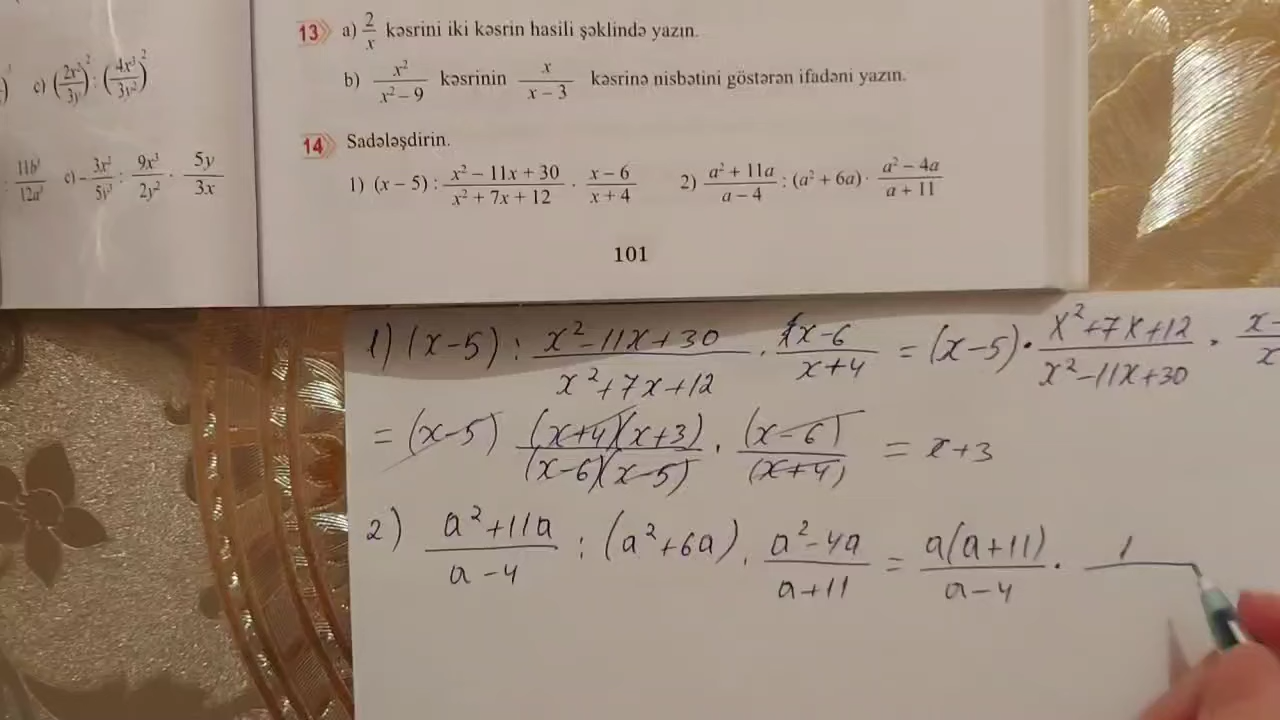 c) (2x³/3y)² : (4x³/3y²)²
: 11b³/12a³ c) – 3x²/5y³ : 9x³/2y² · 5y/3x
13 a) 2/x kəsrini iki kəsrin hasili şəklində yazın.
b) x²/(x² – 9) kəsrinin x/(x – 3) kəsrinə nisbətini göstərən ifadəni yazın.
14 Sadələşdirin.
1) (x – 5) : (x² – 11x + 30)/(x² + 7x + 12) · (x – 6)/(x + 4) 2) (a² + 11a)/(a – 4) : (a² + 6a) · (a² – 4a)/(a + 11)
101
1) (x-5) : (x²-11x+30)/(x²+7x+12) · (x-6)/(x+4) = (x-5) · (x²+7x+12)/(x²-11x+30) · x-/x
= (x-5) (x+4)(x+3)/(x-6)(x-5) · (x-6)/(x+4) = x+3
2) (a²+11a)/(a-4) : (a²+6a) · (a²-4a)/(a+11) = a(a+11)/(a-4) · 1/